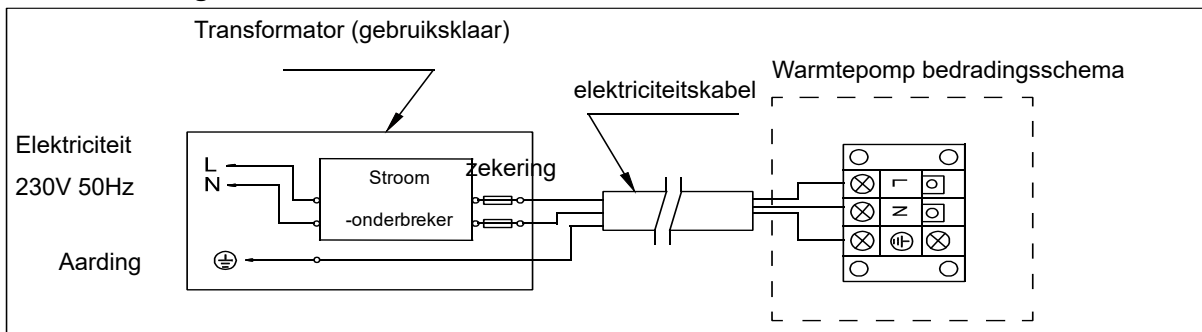 Transformator (gebruiksklaar)
Warmtepomp bedradingsschema
elektriciteitskabel
Elektriciteit
230V 50Hz
L
N
Stroom
-onderbreker
zekering
Aarding
L
N